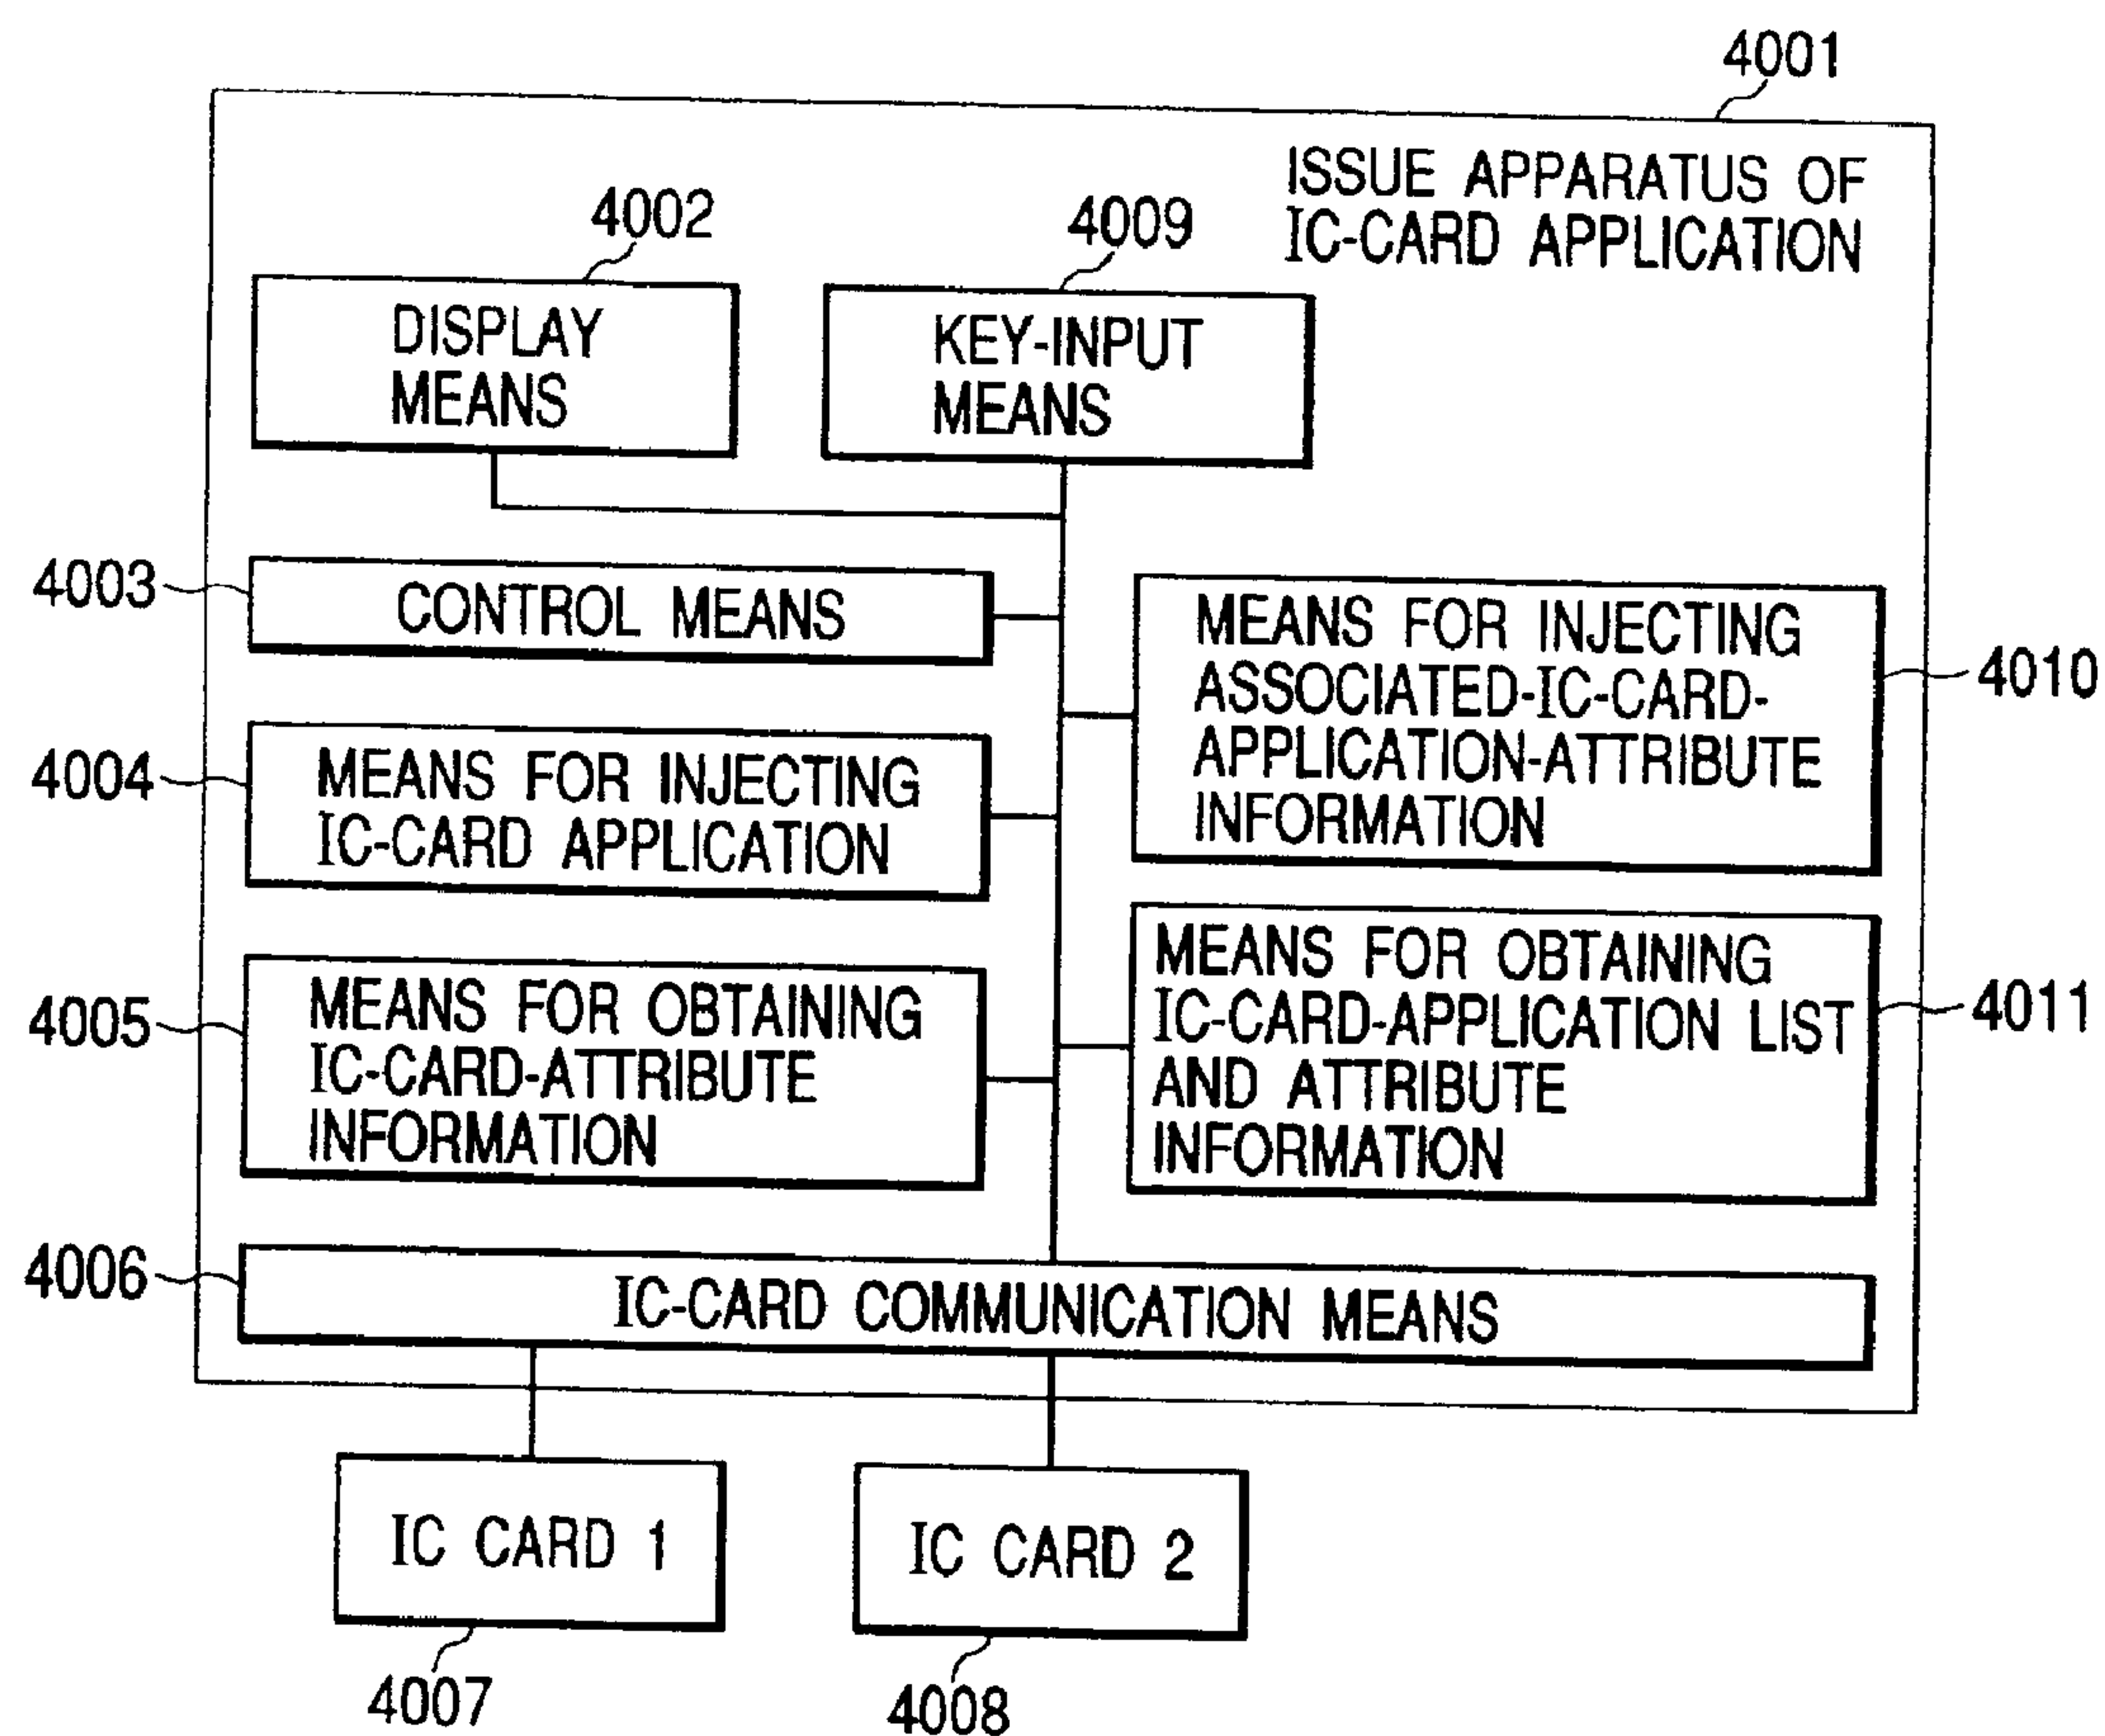 4001
ISSUE APPARATUS OF
IC-CARD APPLICATION
4002
4009
DISPLAY
MEANS
KEY-INPUT
MEANS
4003
CONTROL MEANS
MEANS FOR INJECTING
ASSOCIATED-IC-CARD-
APPLICATION-ATTRIBUTE
INFORMATION
4010
4004
MEANS FOR INJECTING
IC-CARD APPLICATION
4005
MEANS FOR OBTAINING
IC-CARD-ATTRIBUTE
INFORMATION
MEANS FOR OBTAINING
IC-CARD-APPLICATION LIST
AND ATTRIBUTE
INFORMATION
4011
4006
IC-CARD COMMUNICATION MEANS
IC CARD 1
IC CARD 2
4007
4008